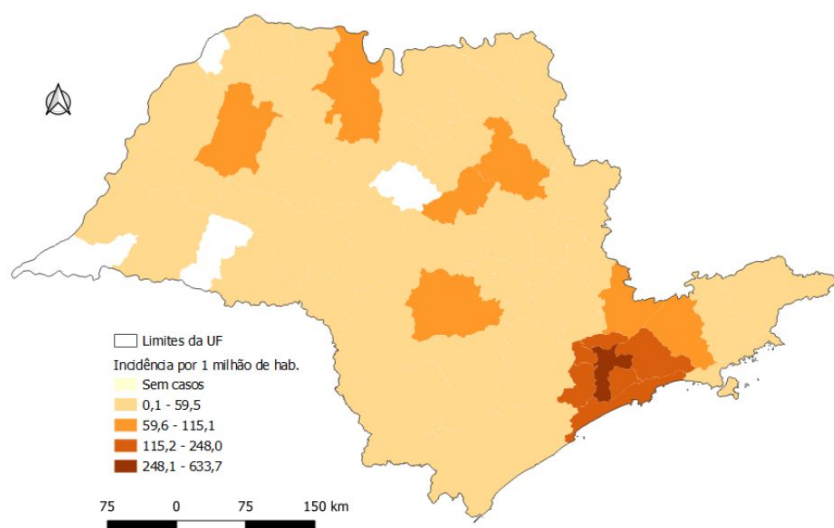 Limites da UF
Incidência por 1 milhão de hab.
Sem casos
0,1 - 59,5
59,6 - 115,1
115,2 - 248,0
248,1 - 633,7
75 0 75 150 km